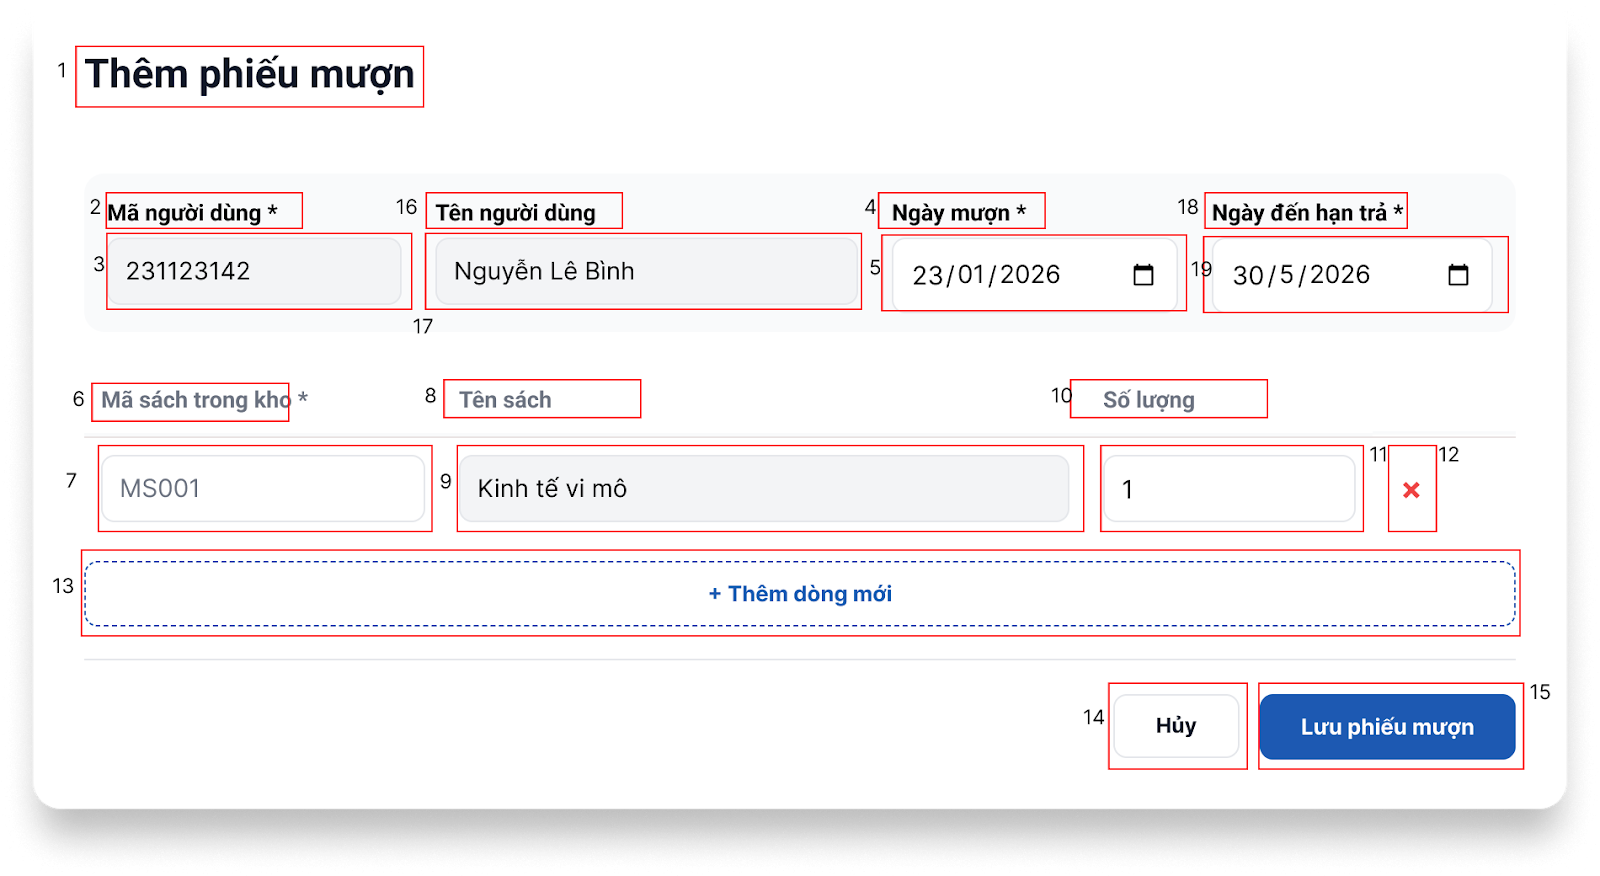 1 Thêm phiếu mượn
2 Mã người dùng * 16 Tên người dùng 4 Ngày mượn * 18 Ngày đến hạn trả *
3 231123142 Nguyễn Lê Bình 5 23/01/2026 19 30/5/2026
17
6 Mã sách trong kho * 8 Tên sách 10 Số lượng
7 MS001 9 Kinh tế vi mô 1 11 × 12
13 + Thêm dòng mới
14 Hủy Lưu phiếu mượn 15